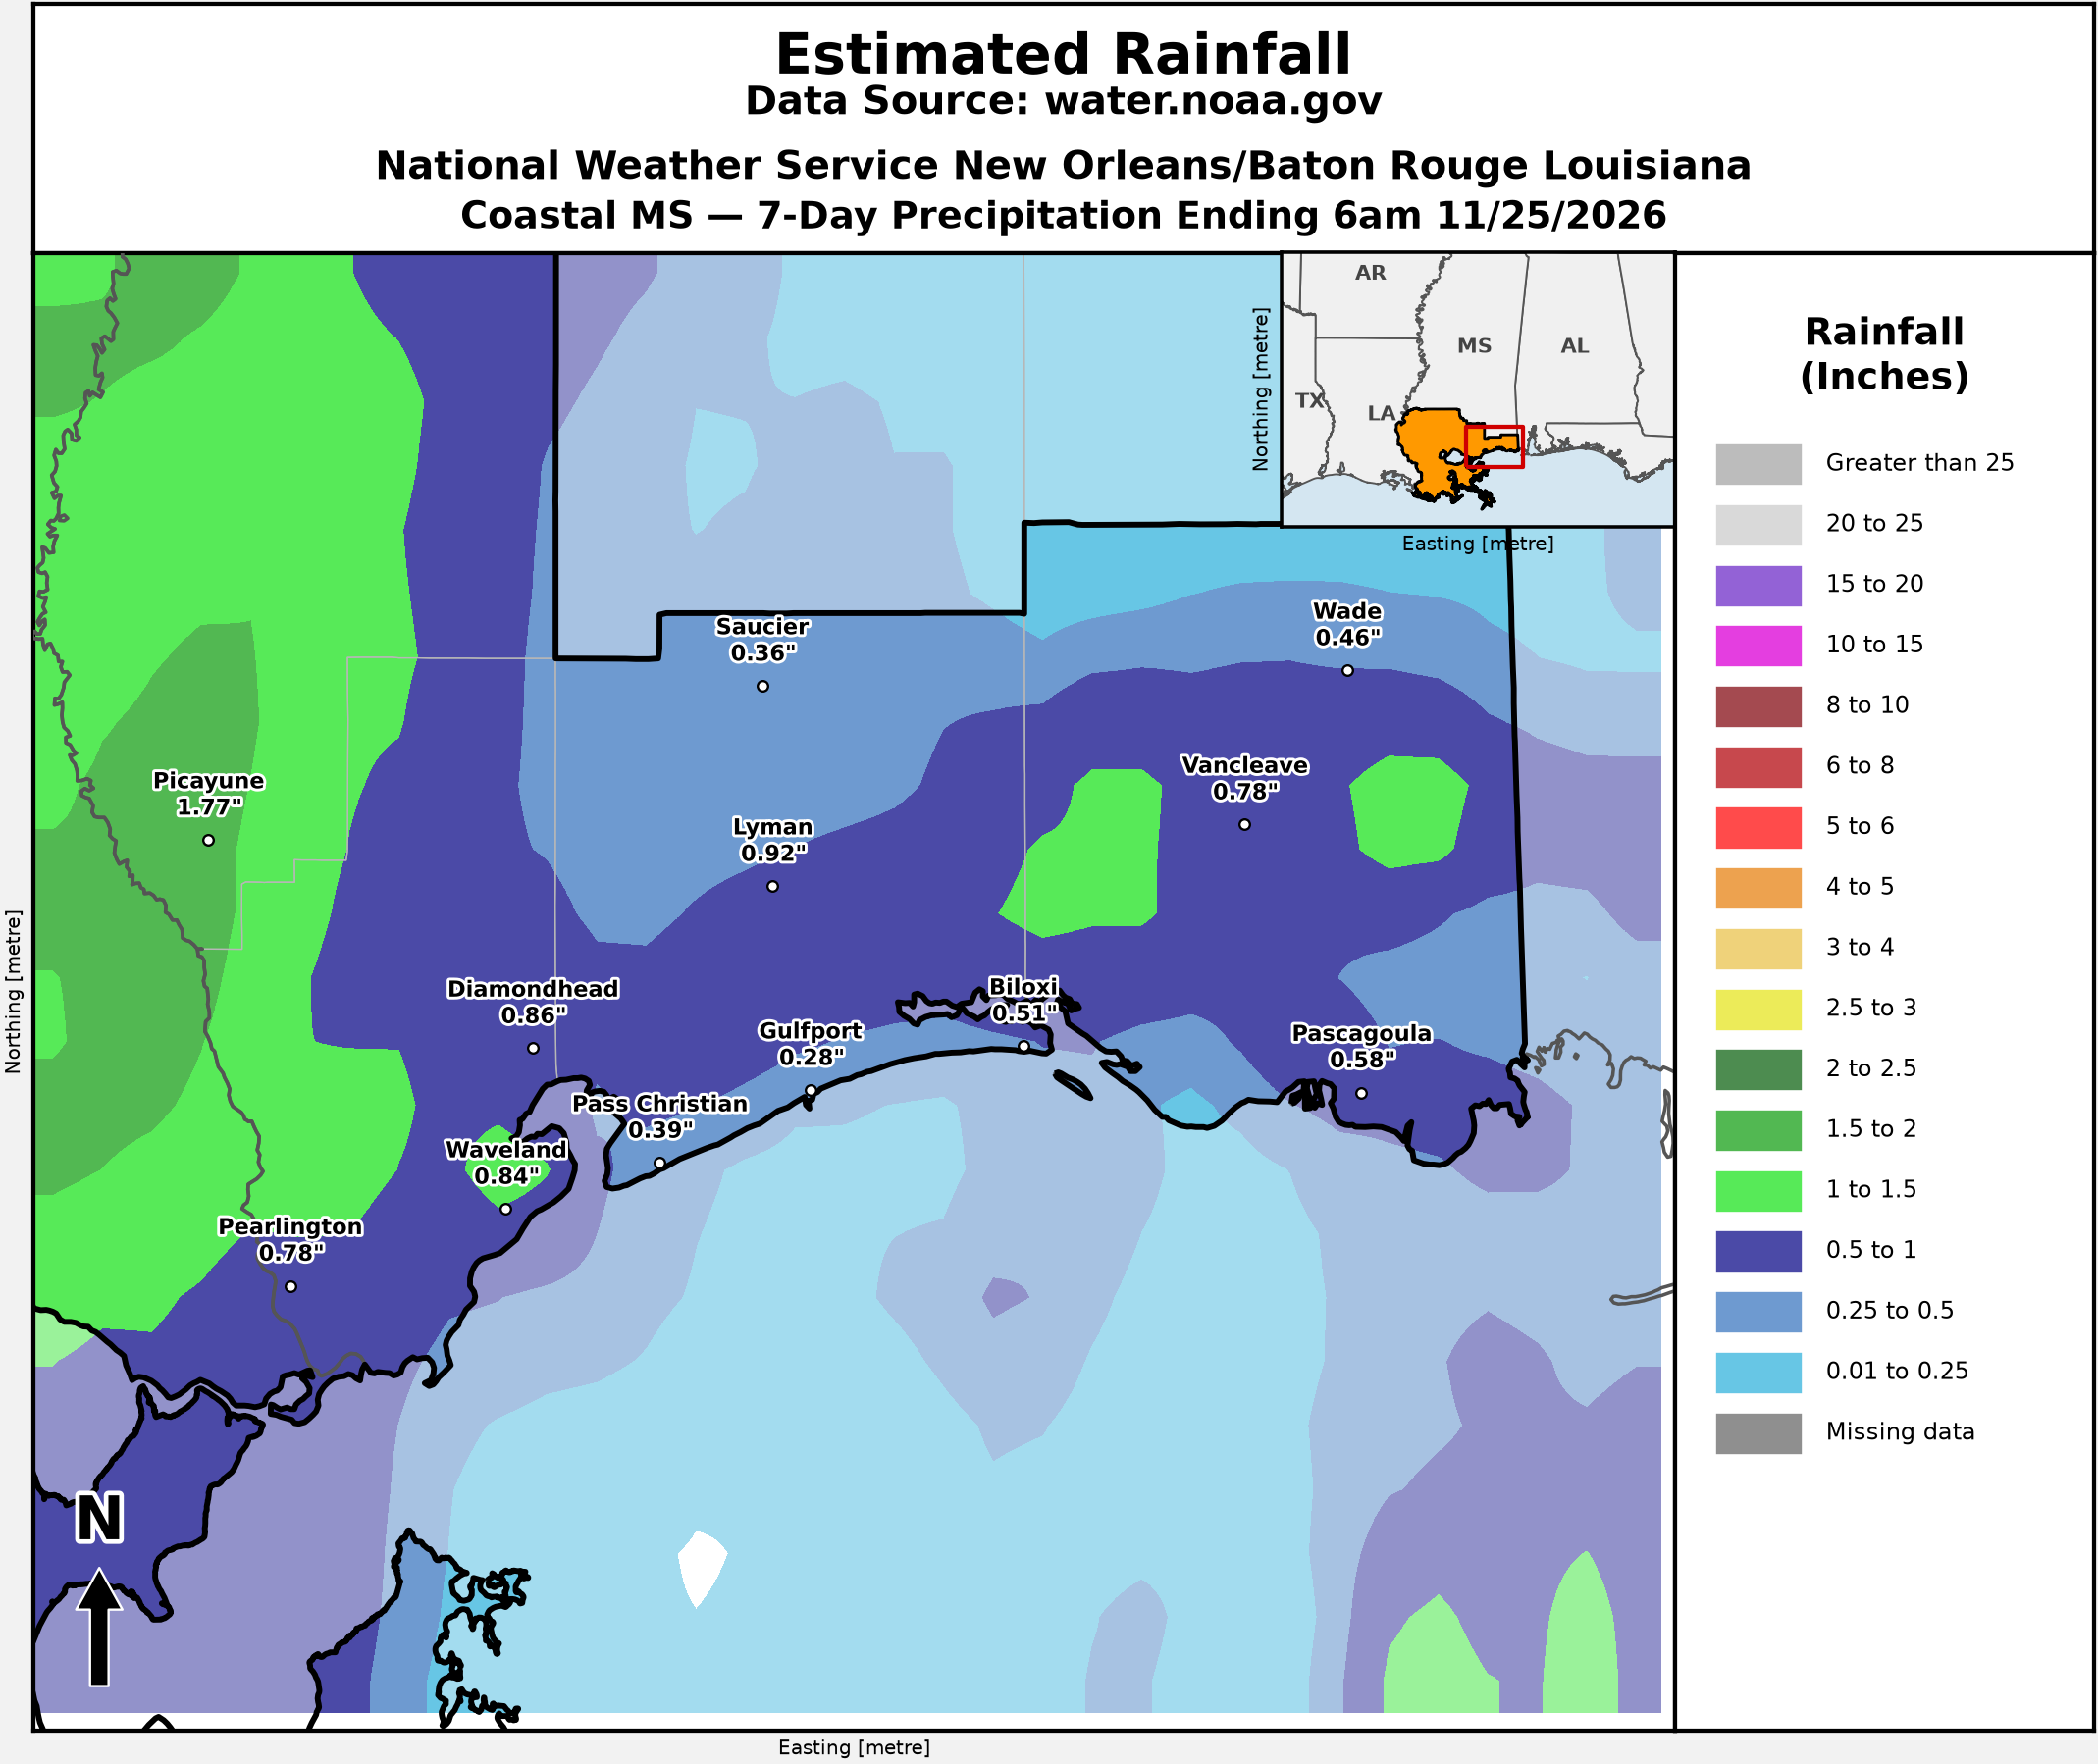 Estimated Rainfall
Data Source: water.noaa.gov
National Weather Service New Orleans/Baton Rouge Louisiana
Coastal MS — 7-Day Precipitation Ending 6am 11/25/2026
AR
MS
AL
TX
LA
Northing [metre]
Easting [metre]
Rainfall
(Inches)
Greater than 25
20 to 25
15 to 20
10 to 15
8 to 10
6 to 8
5 to 6
4 to 5
3 to 4
2.5 to 3
2 to 2.5
1.5 to 2
1 to 1.5
0.5 to 1
0.25 to 0.5
0.01 to 0.25
Missing data
Wade
0.46"
Saucier
0.36"
Vancleave
0.78"
Picayune
1.77"
Lyman
0.92"
Diamondhead
0.86"
Biloxi
0.51"
Gulfport
0.28"
Pascagoula
0.58"
Pass Christian
0.39"
Waveland
0.84"
Pearlington
0.78"
N
Northing [metre]
Easting [metre]